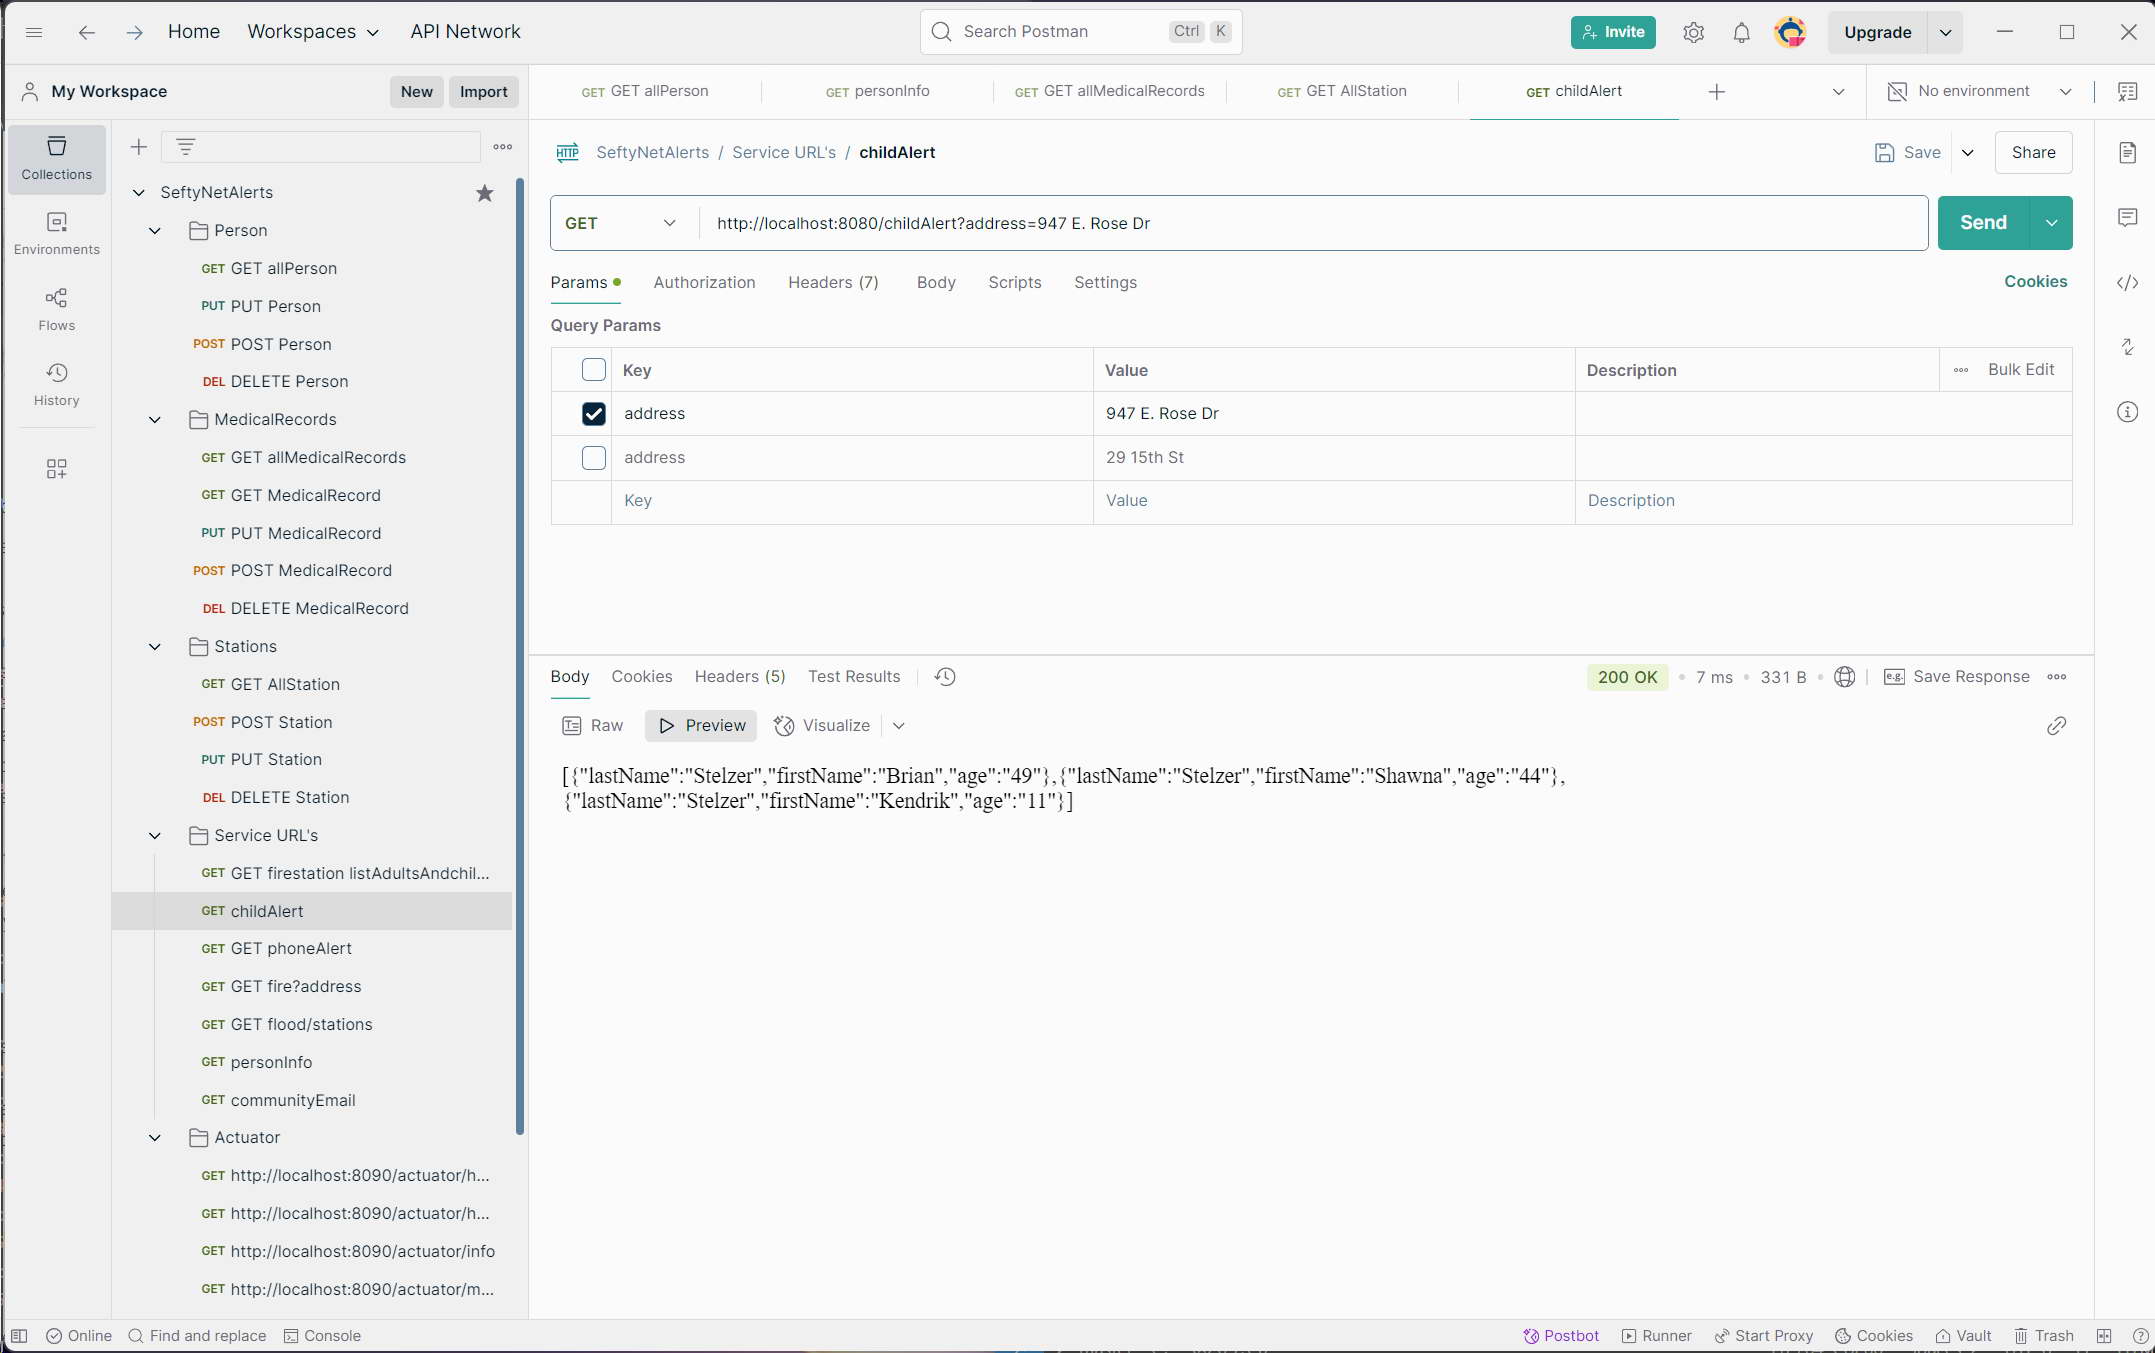 Home Workspaces API Network Search Postman Ctrl K Invite Upgrade
My Workspace New Import GET GET allPerson GET personInfo GET GET allMedicalRecords GET GET AllStation GET childAlert No environment
Collections
Environments
Flows
History
SeftyNetAlerts
Person
GET GET allPerson
PUT PUT Person
POST POST Person
DEL DELETE Person
MedicalRecords
GET GET allMedicalRecords
GET GET MedicalRecord
PUT PUT MedicalRecord
POST POST MedicalRecord
DEL DELETE MedicalRecord
Stations
GET GET AllStation
POST POST Station
PUT PUT Station
DEL DELETE Station
Service URL's
GET GET firestation listAdultsAndchil...
GET childAlert
GET GET phoneAlert
GET GET fire?address
GET GET flood/stations
GET personInfo
GET communityEmail
Actuator
GET http://localhost:8090/actuator/h...
GET http://localhost:8090/actuator/h...
GET http://localhost:8090/actuator/info
GET http://localhost:8090/actuator/m...
HTTP SeftyNetAlerts / Service URL's / childAlert Save Share
GET http://localhost:8080/childAlert?address=947 E. Rose Dr Send
Params Authorization Headers (7) Body Scripts Settings Cookies
Query Params
Key Value Description Bulk Edit
address 947 E. Rose Dr
address 29 15th St
Key Value Description
Body Cookies Headers (5) Test Results 200 OK 7 ms 331 B e.g. Save Response
Raw Preview Visualize
[{"lastName":"Stelzer","firstName":"Brian","age":"49"},{"lastName":"Stelzer","firstName":"Shawna","age":"44"},
{"lastName":"Stelzer","firstName":"Kendrik","age":"11"}]
Online Find and replace Console Postbot Runner Start Proxy Cookies Vault Trash